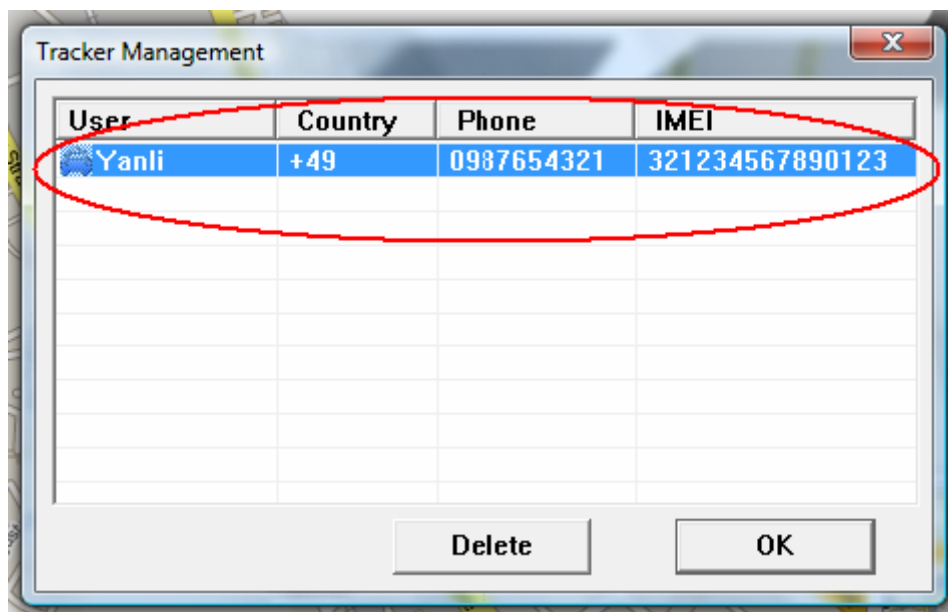 Tracker Management
User Country Phone IMEI
Yanli +49 0987654321 321234567890123
Delete OK